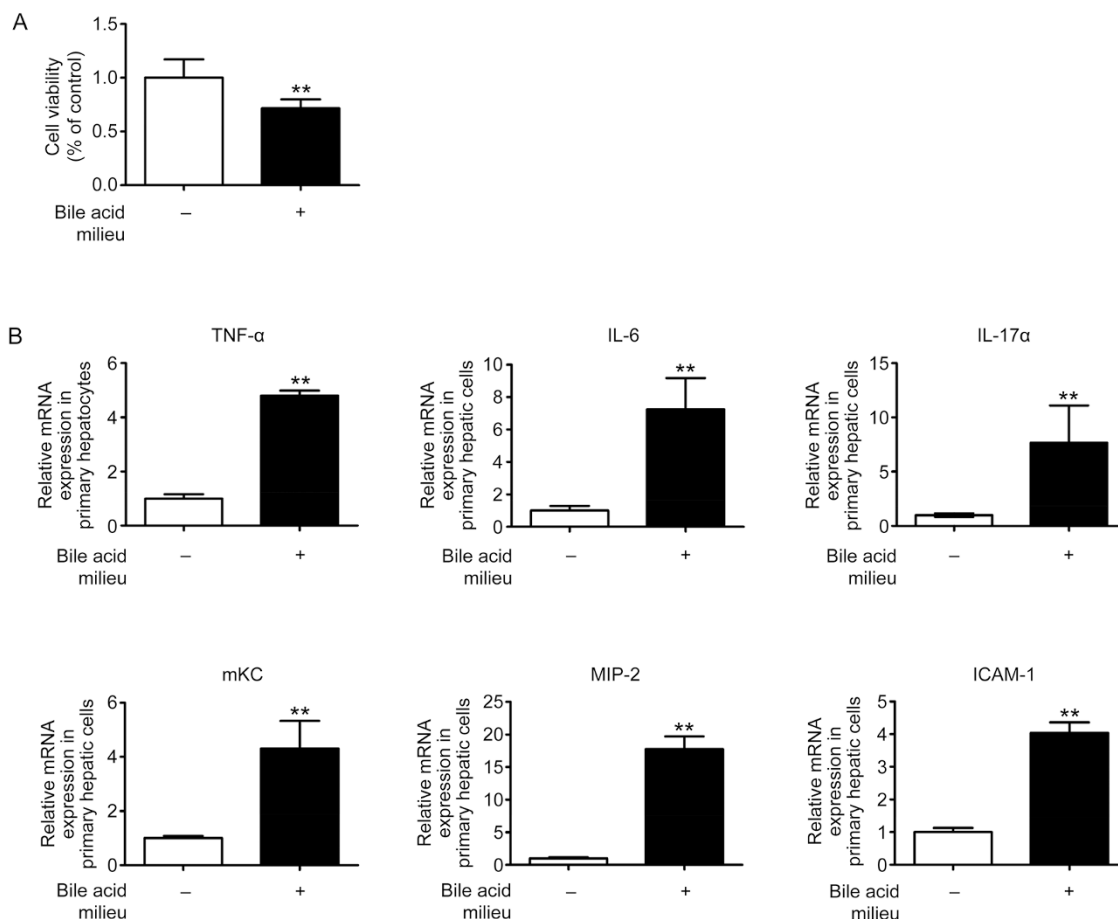 A
Cell viability
(% of control)
1.5
1.0
0.5
0.0
**
Bile acid
milieu
–
+
B
TNF-α
Relative mRNA
expression in
primary hepatocytes
6
4
2
0
**
Bile acid
milieu
–
+
IL-6
Relative mRNA
expression in
primary hepatic cells
10
8
6
4
2
0
**
–
+
IL-17α
Relative mRNA
expression in
primary hepatic cells
15
10
5
0
**
Bile acid
milieu
–
+
mKC
Relative mRNA
expression in
primary hepatic cells
6
4
2
0
**
Bile acid
milieu
–
+
MIP-2
Relative mRNA
expression in
primary hepatic cells
25
20
15
10
5
0
**
Bile acid
milieu
–
+
ICAM-1
Relative mRNA
expression in
primary hepatic cells
5
4
3
2
1
0
**
Bile acid
milieu
–
+